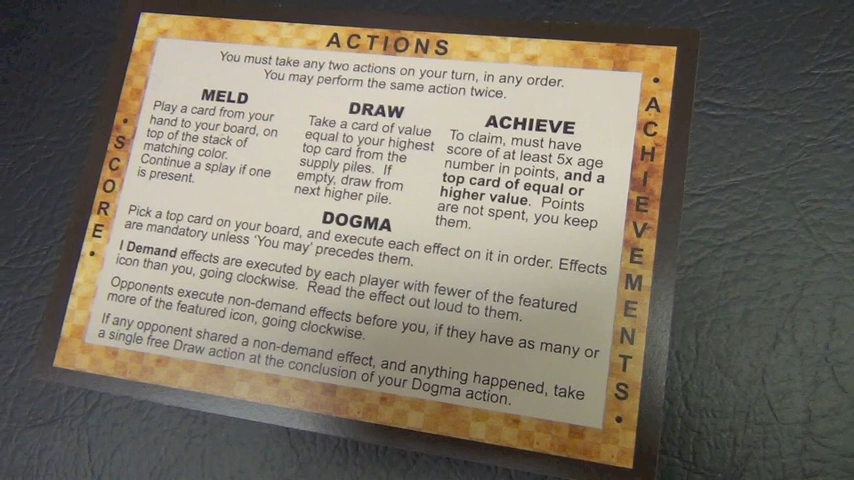 ACTIONS
You must take any two actions on your turn, in any order.
You may perform the same action twice.
MELD
Play a card from your
hand to your board, on
top of the stack of
matching color.
Continue a splay if one
is present.
DRAW
Take a card of value
equal to your highest
top card from the
supply piles. If
empty, draw from
next higher pile.
ACHIEVE
To claim, must have
score of at least 5x age
number in points, and a
top card of equal or
higher value. Points
are not spent, you keep
them.
DOGMA
Pick a top card on your board, and execute each effect on it in order. Effects
are mandatory unless 'You may' precedes them.
I Demand effects are executed by each player with fewer of the featured
icon than you, going clockwise. Read the effect out loud to them.
Opponents execute non-demand effects before you, if they have as many or
more of the featured icon, going clockwise.
If any opponent shared a non-demand effect, and anything happened, take
a single free Draw action at the conclusion of your Dogma action.
• SCORE •
• ACHIEVEMENTS •